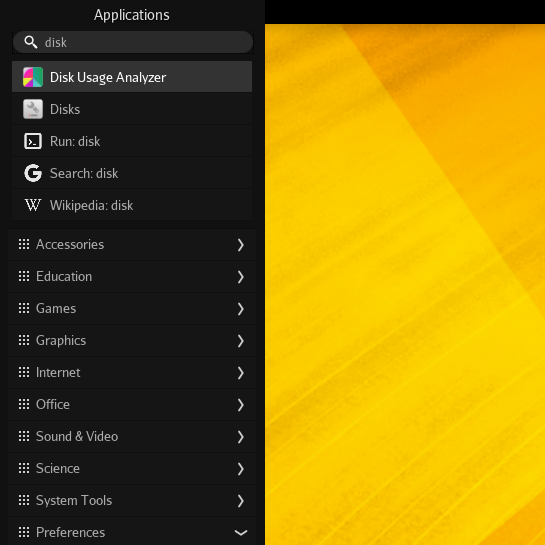 Applications
disk
Disk Usage Analyzer
Disks
Run: disk
Search: disk
Wikipedia: disk
Accessories
Education
Games
Graphics
Internet
Office
Sound & Video
Science
System Tools
Preferences